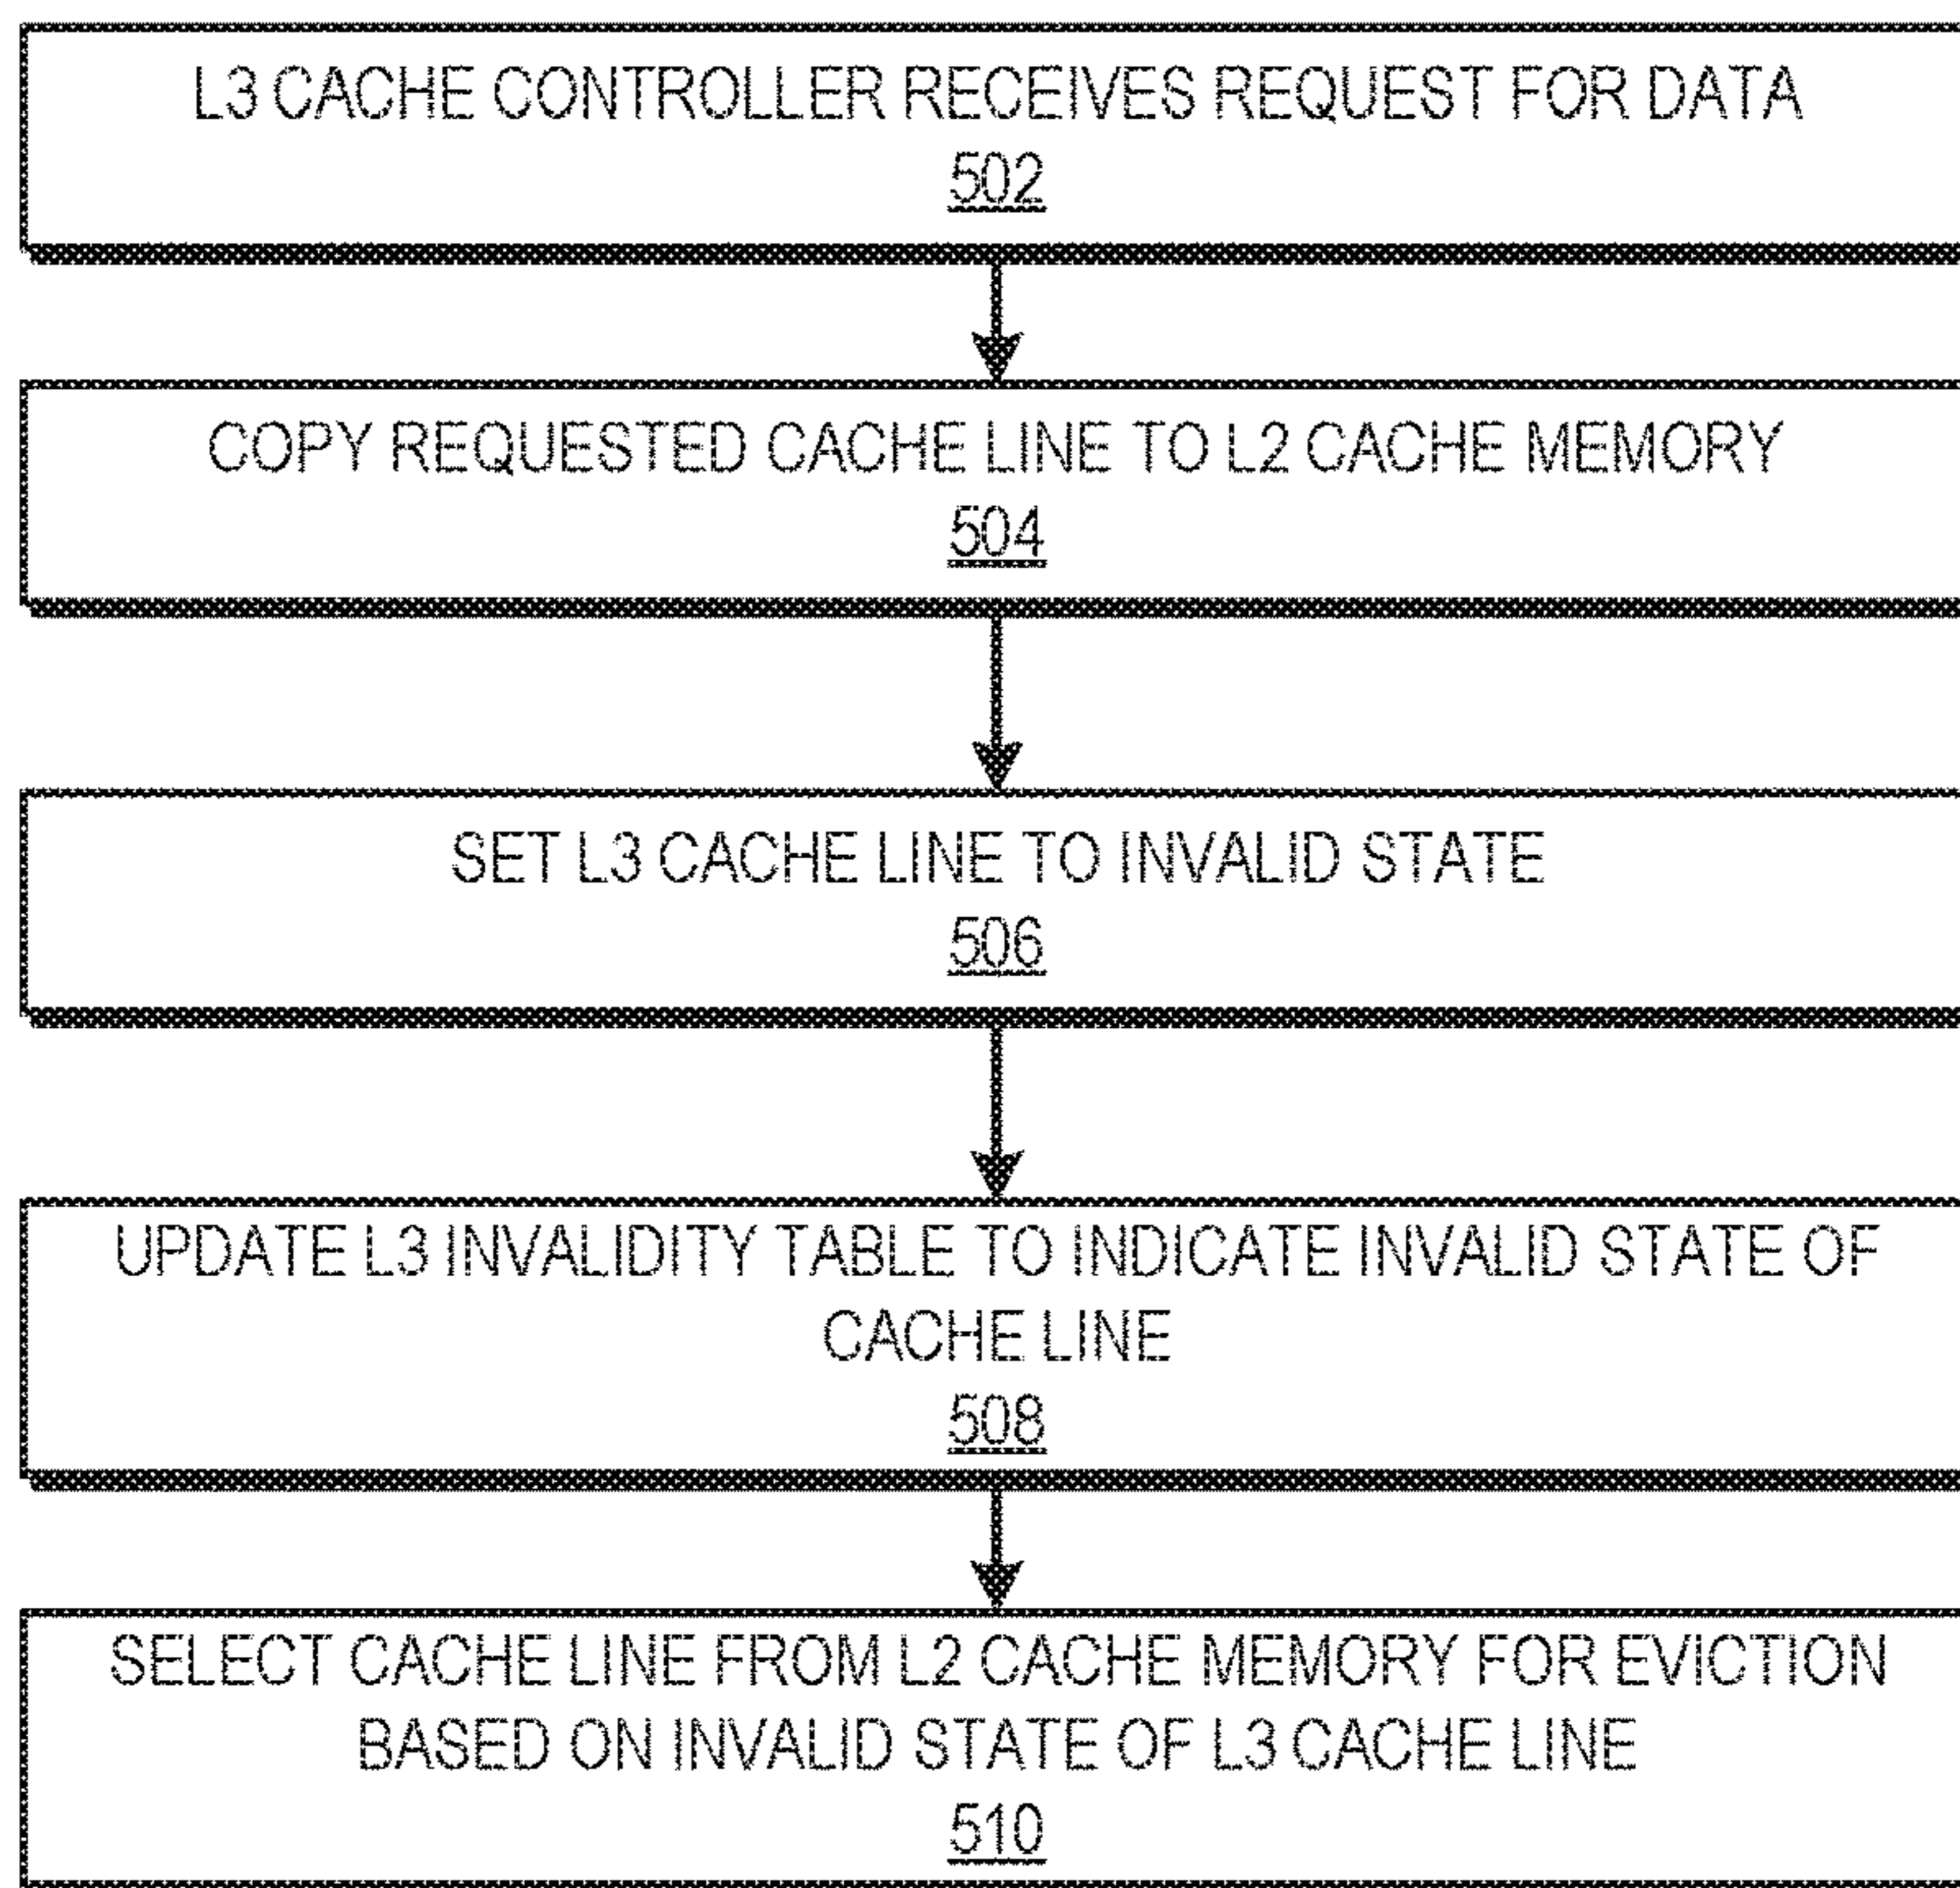 L3 CACHE CONTROLLER RECEIVES REQUEST FOR DATA
502
COPY REQUESTED CACHE LINE TO L2 CACHE MEMORY
504
SET L3 CACHE LINE TO INVALID STATE
506
UPDATE L3 INVALIDITY TABLE TO INDICATE INVALID STATE OF
CACHE LINE
508
SELECT CACHE LINE FROM L2 CACHE MEMORY FOR EVICTION
BASED ON INVALID STATE OF L3 CACHE LINE
510